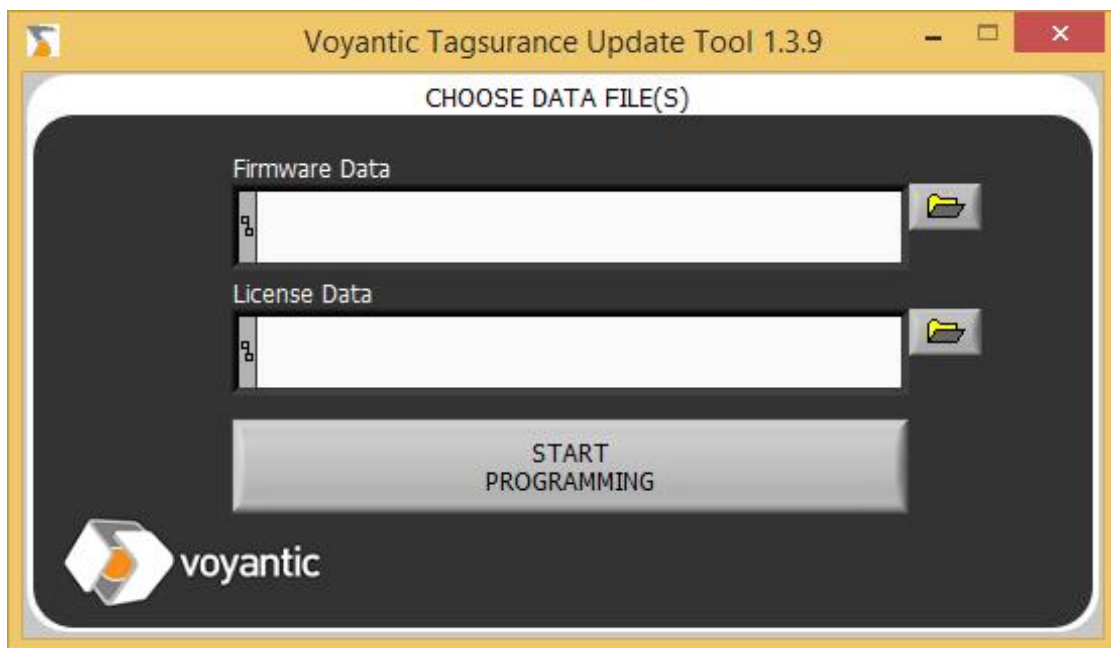 Voyantic Tagsurance Update Tool 1.3.9
CHOOSE DATA FILE(S)
Firmware Data
License Data
START
PROGRAMMING
voyantic